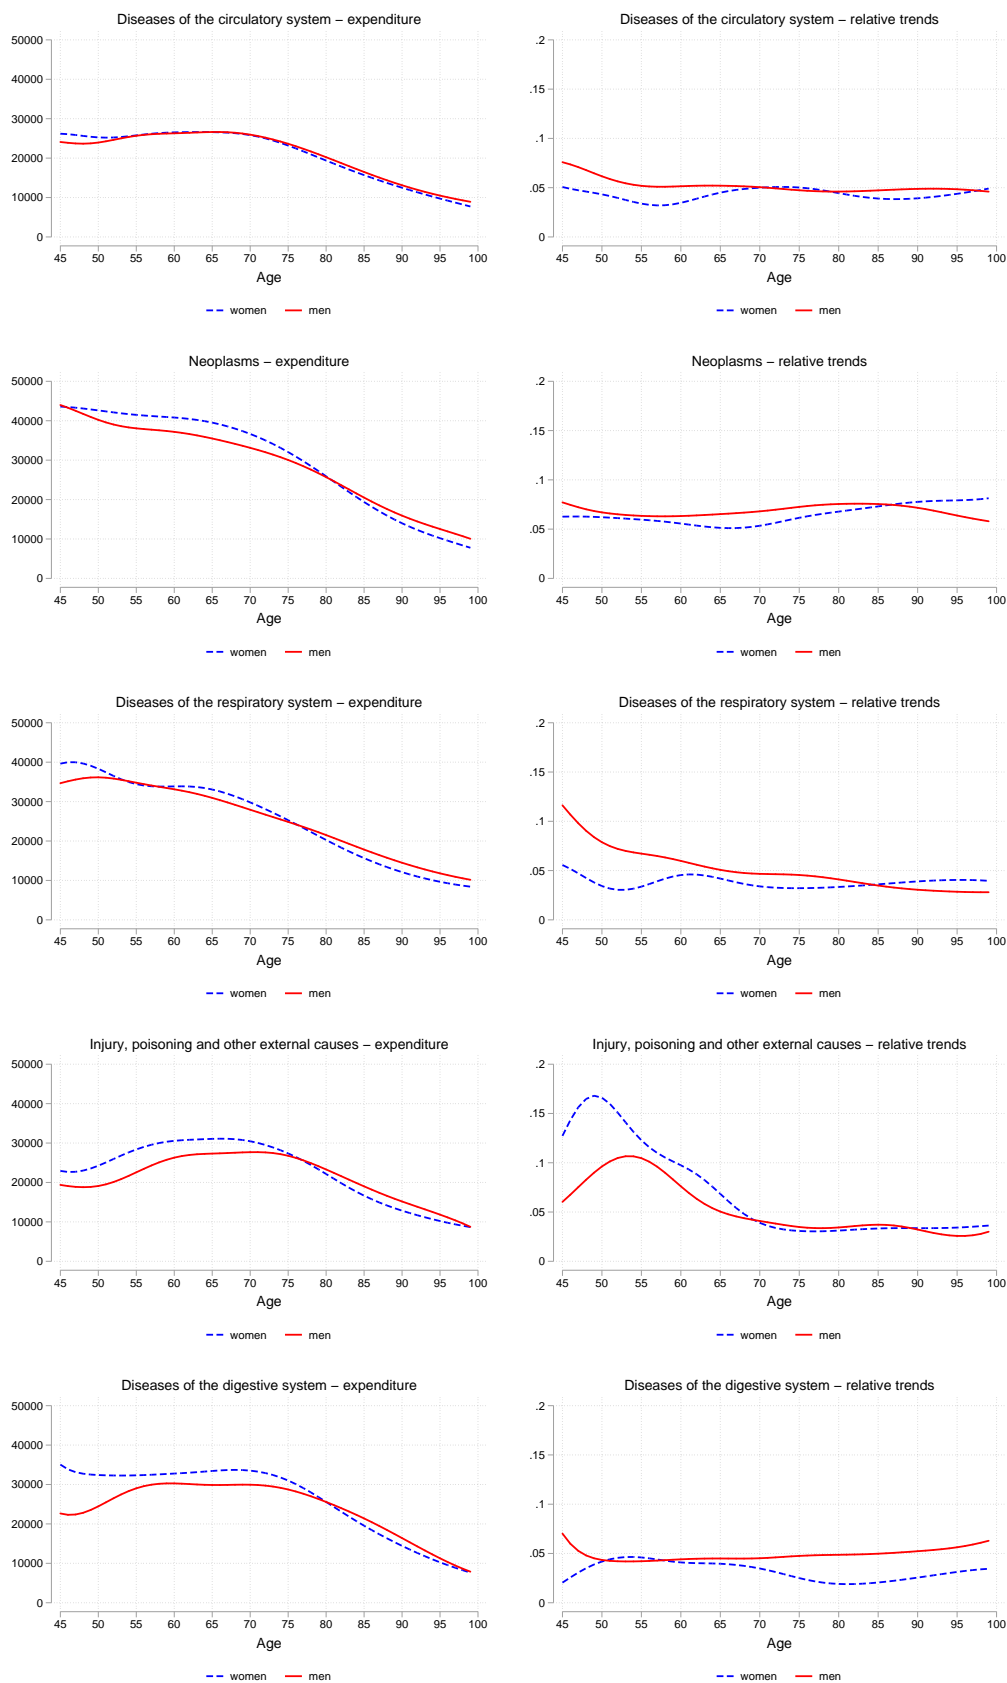 Diseases of the circulatory system – expenditure
50000
40000
30000
20000
10000
0
45 50 55 60 65 70 75 80 85 90 95 100
Age
women men
Diseases of the circulatory system – relative trends
.2
.15
.1
.05
0
45 50 55 60 65 70 75 80 85 90 95 100
Age
women men
Neoplasms – expenditure
50000
40000
30000
20000
10000
0
45 50 55 60 65 70 75 80 85 90 95 100
Age
women men
Neoplasms – relative trends
.2
.15
.1
.05
0
45 50 55 60 65 70 75 80 85 90 95 100
Age
women men
Diseases of the respiratory system – expenditure
50000
40000
30000
20000
10000
0
45 50 55 60 65 70 75 80 85 90 95 100
Age
women men
Diseases of the respiratory system – relative trends
.2
.15
.1
.05
0
45 50 55 60 65 70 75 80 85 90 95 100
Age
women men
Injury, poisoning and other external causes – expenditure
50000
40000
30000
20000
10000
0
45 50 55 60 65 70 75 80 85 90 95 100
Age
women men
Injury, poisoning and other external causes – relative trends
.2
.15
.1
.05
0
45 50 55 60 65 70 75 80 85 90 95 100
Age
women men
Diseases of the digestive system – expenditure
50000
40000
30000
20000
10000
0
45 50 55 60 65 70 75 80 85 90 95 100
Age
women men
Diseases of the digestive system – relative trends
.2
.15
.1
.05
0
45 50 55 60 65 70 75 80 85 90 95 100
Age
women men